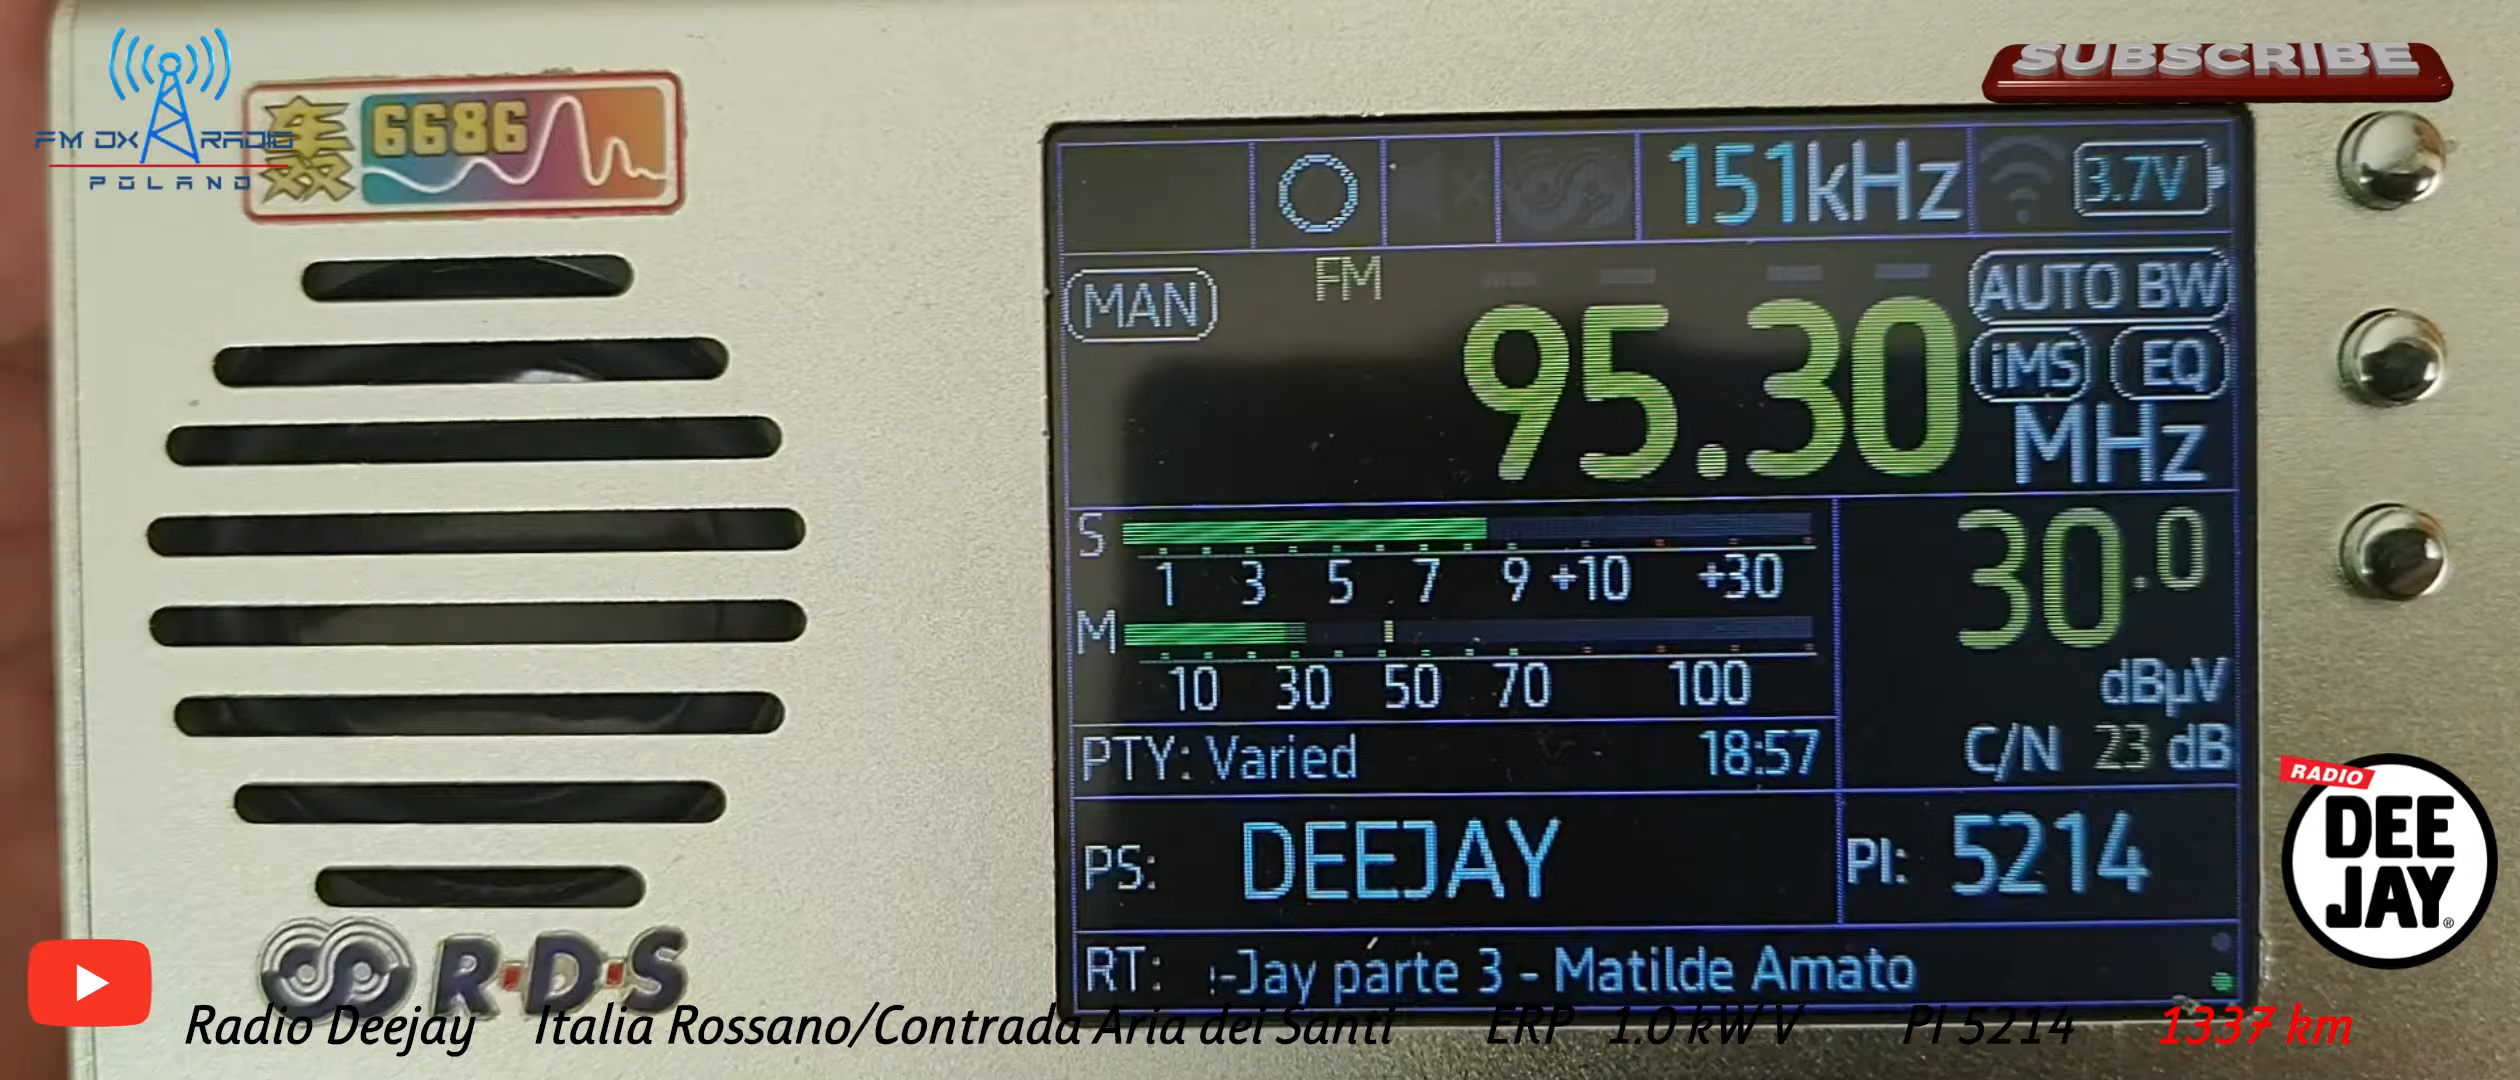 FM DX RADIO
POLAND
6686
SUBSCRIBE
151kHz
3.7V
MAN
FM
AUTO BW
95.30
iMS
EQ
MHz
S
1 3 5 7 9 +10 +30
30.0
M
10 30 50 70 100
dBµV
PTY: Varied
18:57
C/N 23 dB
PS: DEEJAY
PI: 5214
RADIO
DEE
JAY®
RT: -Jay parte 3 - Matilde Amato
R·D·S
Radio Deejay Italia Rossano/Contrada Aria dei Santi ERP 1.0 kW V PI 5214 1337 km